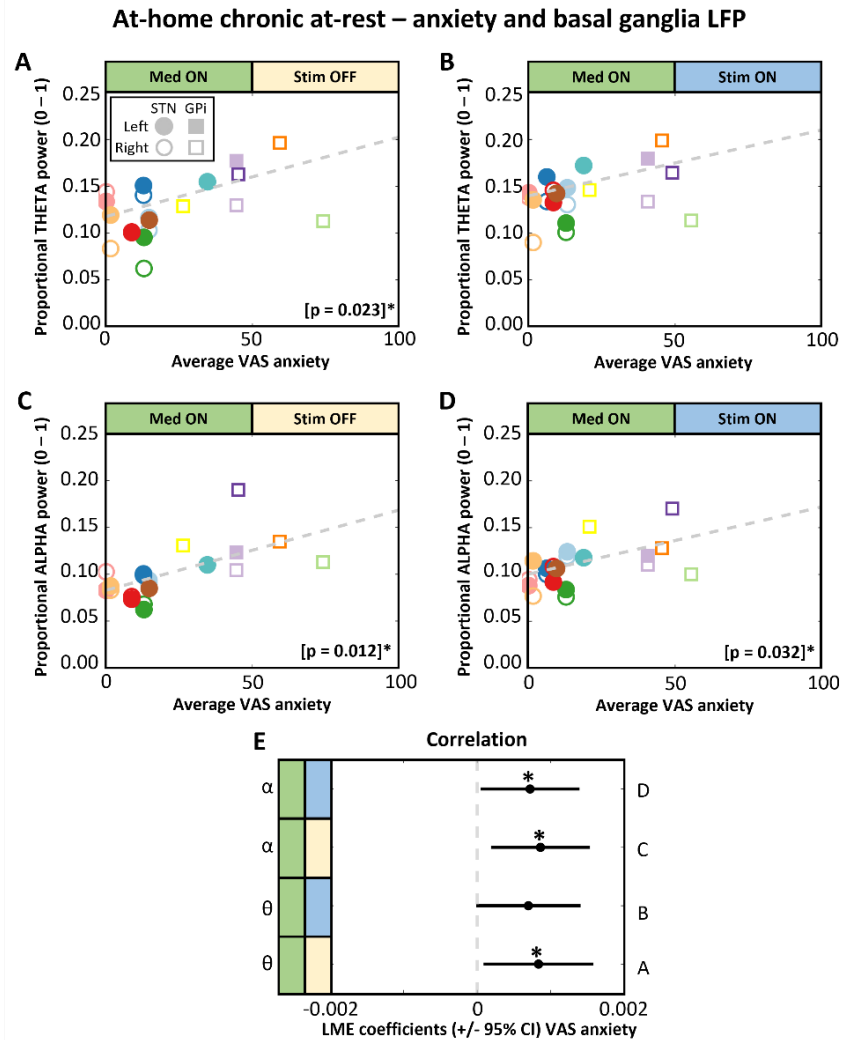 At-home chronic at-rest – anxiety and basal ganglia LFP
A
Med ON Stim OFF
Proportional THETA power (0 – 1)
0.25
0.20
0.15
0.10
0.05
0.00
STN GPi
Left
Right
[p = 0.023]*
0 50 100
Average VAS anxiety
B
Med ON Stim ON
Proportional THETA power (0 – 1)
0.25
0.20
0.15
0.10
0.05
0.00
0 50 100
Average VAS anxiety
C
Med ON Stim OFF
Proportional ALPHA power (0 – 1)
0.25
0.20
0.15
0.10
0.05
0.00
[p = 0.012]*
0 50 100
Average VAS anxiety
D
Med ON Stim ON
Proportional ALPHA power (0 – 1)
0.25
0.20
0.15
0.10
0.05
0.00
[p = 0.032]*
0 50 100
Average VAS anxiety
E
Correlation
α * D
α * C
θ B
θ * A
-0.002 0 0.002
LME coefficients (+/- 95% CI) VAS anxiety